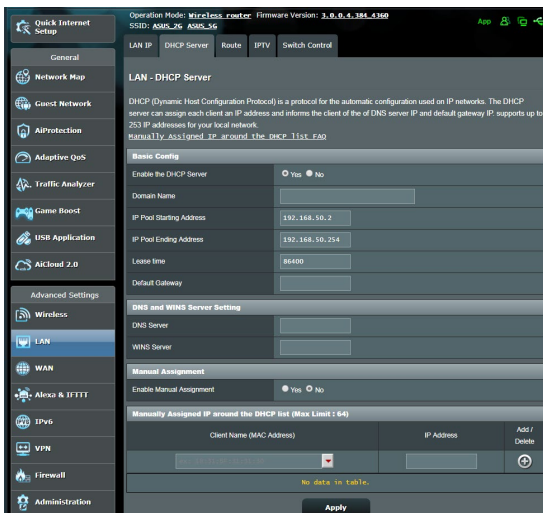 Quick Internet Setup
General
Network Map
Guest Network
AiProtection
Adaptive QoS
Traffic Analyzer
Game Boost
USB Application
AiCloud 2.0
Advanced Settings
Wireless
LAN
WAN
Alexa & IFTTT
IPv6
VPN
Firewall
Administration
Operation Mode: Wireless router Firmware Version: 3.0.0.4.384_4360
SSID: ASUS_2G ASUS_5G
App
LAN IP DHCP Server Route IPTV Switch Control
LAN - DHCP Server
DHCP (Dynamic Host Configuration Protocol) is a protocol for the automatic configuration used on IP networks. The DHCP
server can assign each client an IP address and informs the client of the of DNS server IP and default gateway IP. supports up to
253 IP addresses for your local network.
Manually Assigned IP around the DHCP list FAQ
Basic Config
Enable the DHCP Server Yes No
Domain Name
IP Pool Starting Address 192.168.50.2
IP Pool Ending Address 192.168.50.254
Lease time 86400
Default Gateway
DNS and WINS Server Setting
DNS Server
WINS Server
Manual Assignment
Enable Manual Assignment Yes No
Manually Assigned IP around the DHCP list (Max Limit : 64)
Client Name (MAC Address) IP Address Add / Delete
No data in table.
Apply